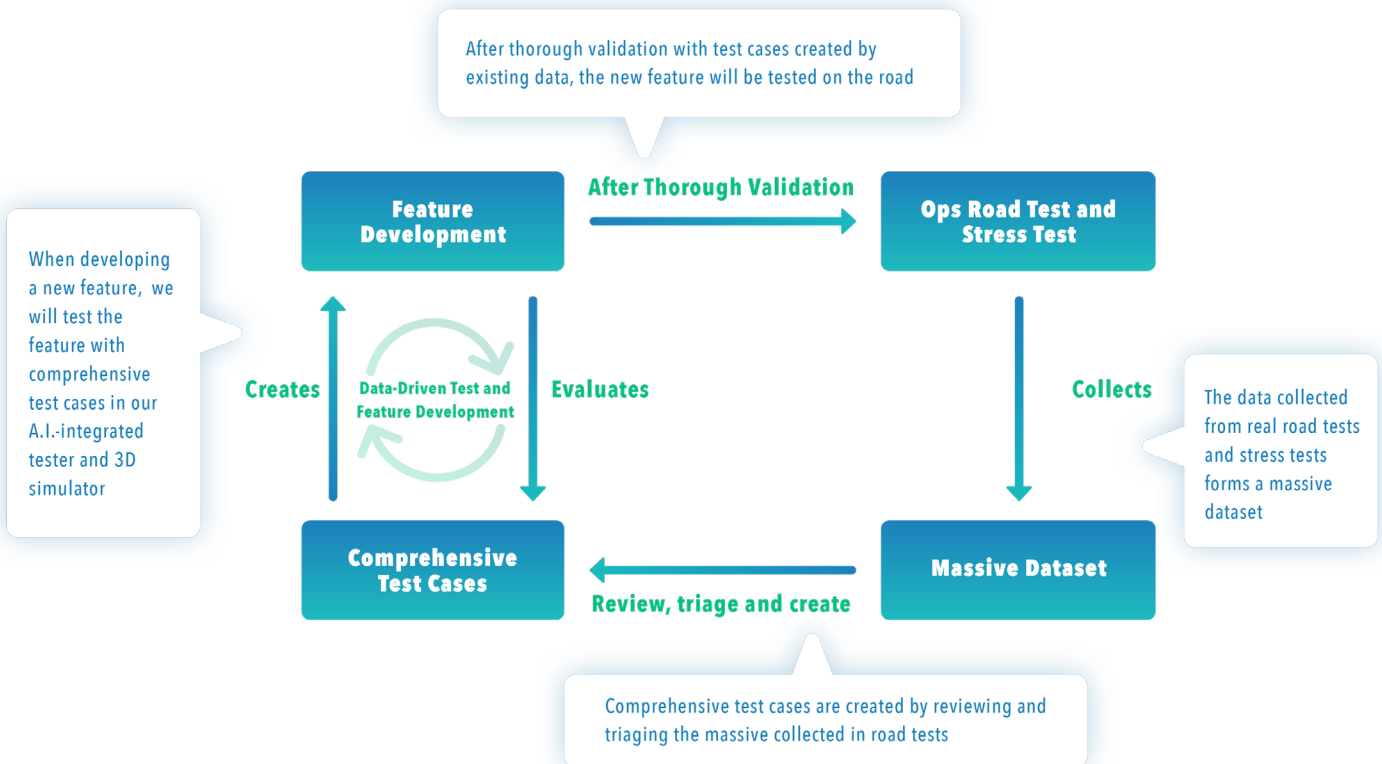 After thorough validation with test cases created by
existing data, the new feature will be tested on the road
Feature
Development
After Thorough Validation
Ops Road Test and
Stress Test
When developing
a new feature, we
will test the
feature with
comprehensive
test cases in our
A.I.-integrated
tester and 3D
simulator
Creates
Data-Driven Test and
Feature Development
Evaluates
Collects
The data collected
from real road tests
and stress tests
forms a massive
dataset
Comprehensive
Test Cases
Review, triage and create
Massive Dataset
Comprehensive test cases are created by reviewing and
triaging the massive collected in road tests